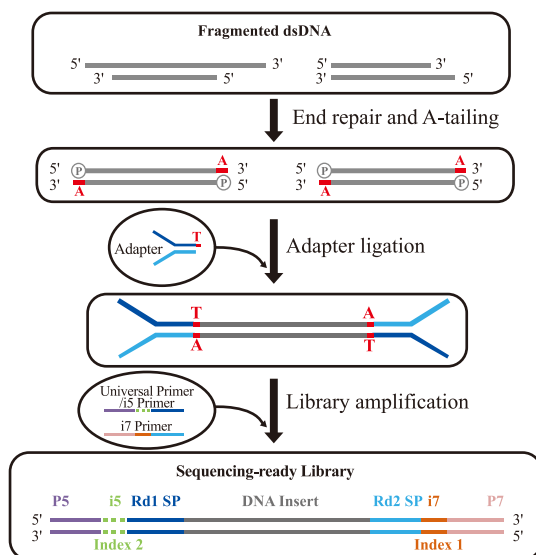 Fragmented dsDNA
5' 3' 5' 3'
3' 5' 3' 5'
End repair and A-tailing
5' P A 3' 5' P A 3'
3' A P 5' 3' A P 5'
Adapter T
Adapter ligation
T A
A T
Universal Primer
/i5 Primer
i7 Primer
Library amplification
Sequencing-ready Library
P5 i5 Rd1 SP DNA Insert Rd2 SP i7 P7
5' 3'
3' 5'
Index 2 Index 1